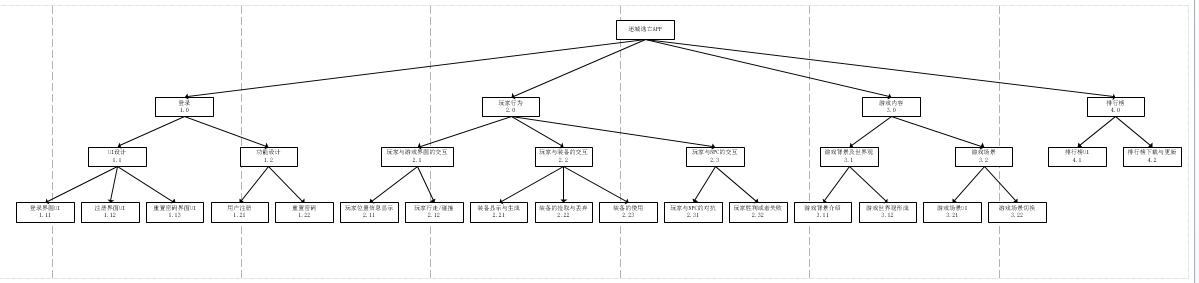 迷城逃亡APP
登录
1.0
玩家行为
2.0
游戏内容
3.0
排行榜
4.0
UI设计
1.1
功能设计
1.2
玩家与游戏界面的交互
2.1
玩家与装备的交互
2.2
玩家与NPC的交互
2.3
游戏背景及世界观
3.1
游戏场景
3.2
排行榜UI
4.1
排行榜下载与更新
4.2
登录界面UI
1.11
注册界面UI
1.12
重置密码界面UI
1.13
用户注册
1.21
重置密码
1.22
玩家位置信息显示
2.11
玩家行走/碰撞
2.12
装备显示与生成
2.21
装备的拾取与丢弃
2.22
装备的使用
2.23
玩家与NPC的对抗
2.31
玩家胜利或者失败
2.32
游戏背景介绍
3.11
游戏世界观形成
3.12
游戏场景UI
3.21
游戏场景切换
3.22